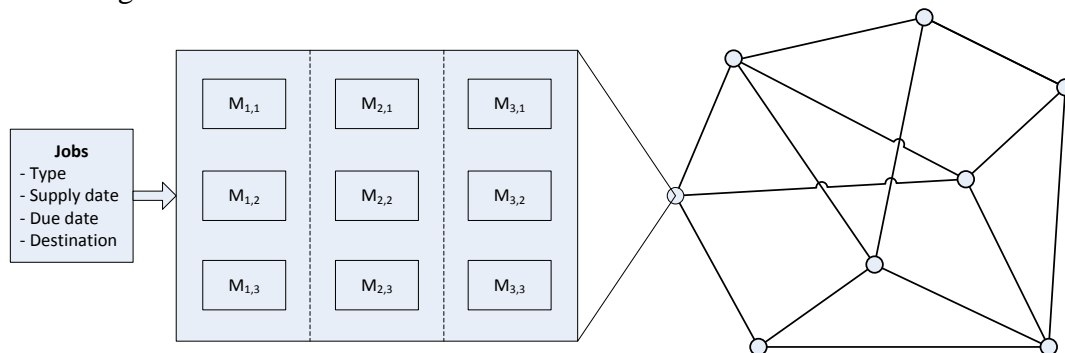 Jobs
- Type
- Supply date
- Due date
- Destination
M1,1
M2,1
M3,1
M1,2
M2,2
M3,2
M1,3
M2,3
M3,3